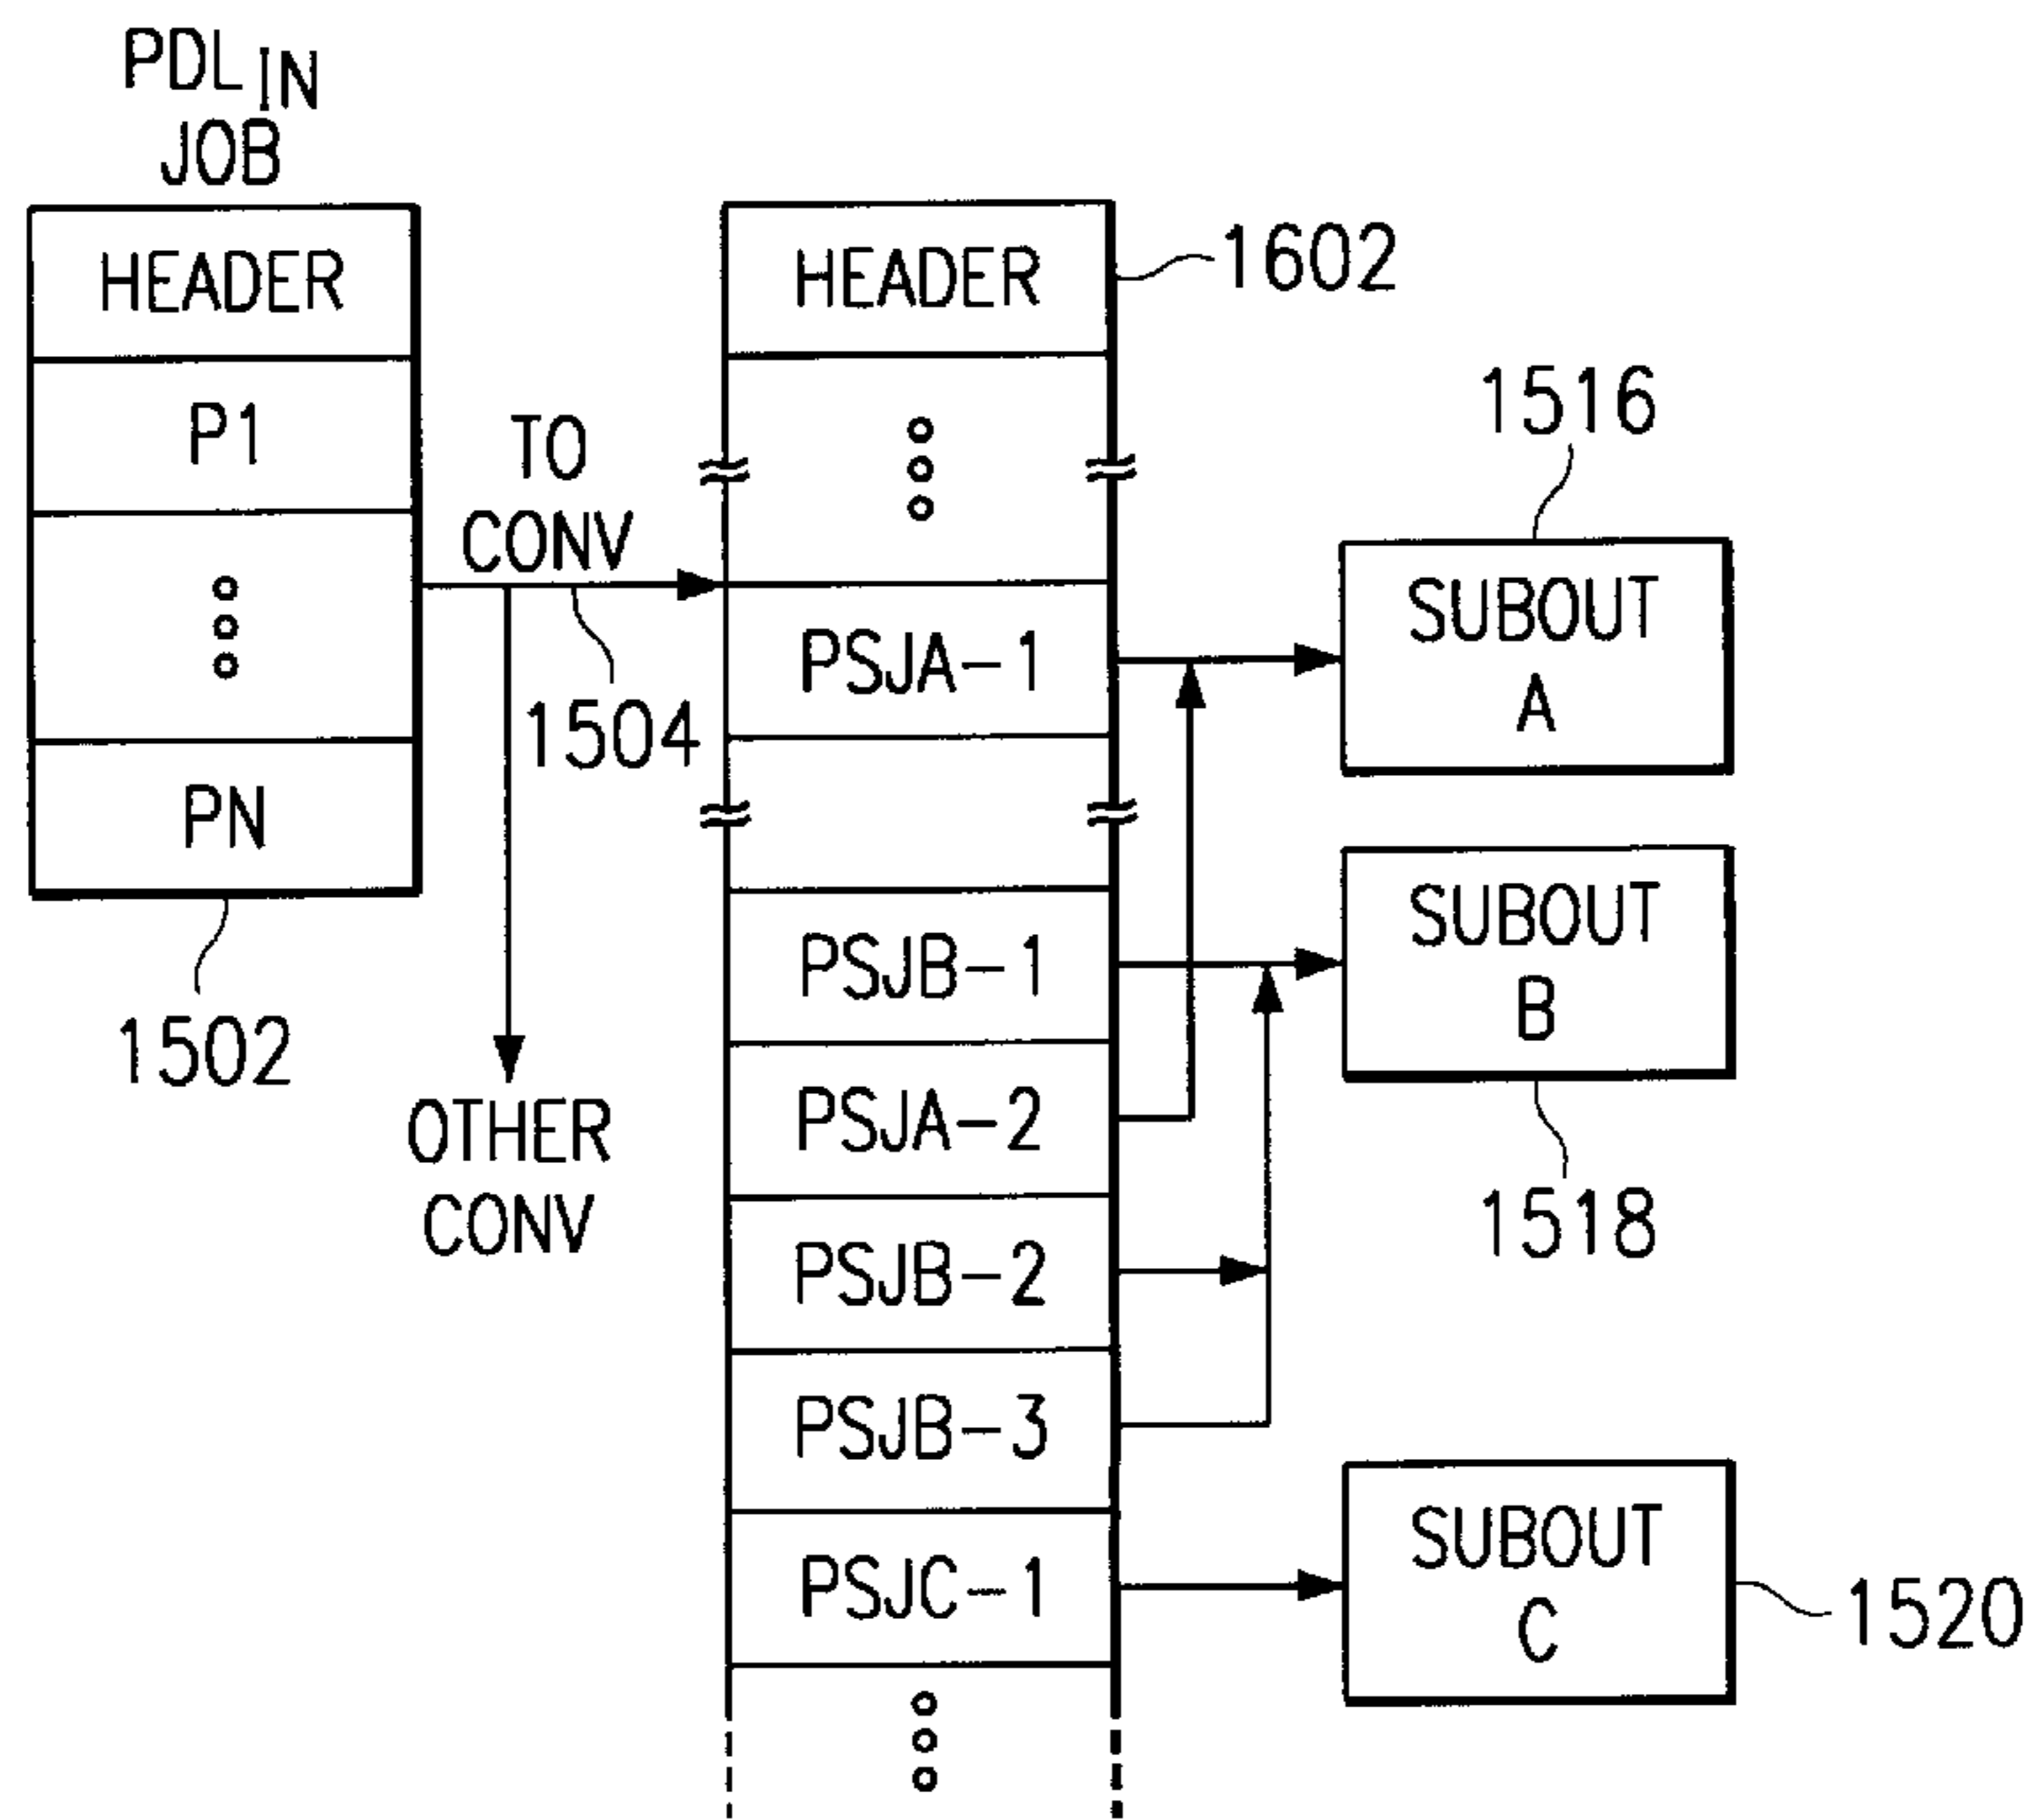 PDL IN
JOB
HEADER
P1
PN
1502
TO
CONV
1504
OTHER
CONV
HEADER
1602
PSJA-1
PSJB-1
PSJA-2
PSJB-2
PSJB-3
PSJC-1
1516
SUBOUT
A
SUBOUT
B
1518
SUBOUT
C
1520